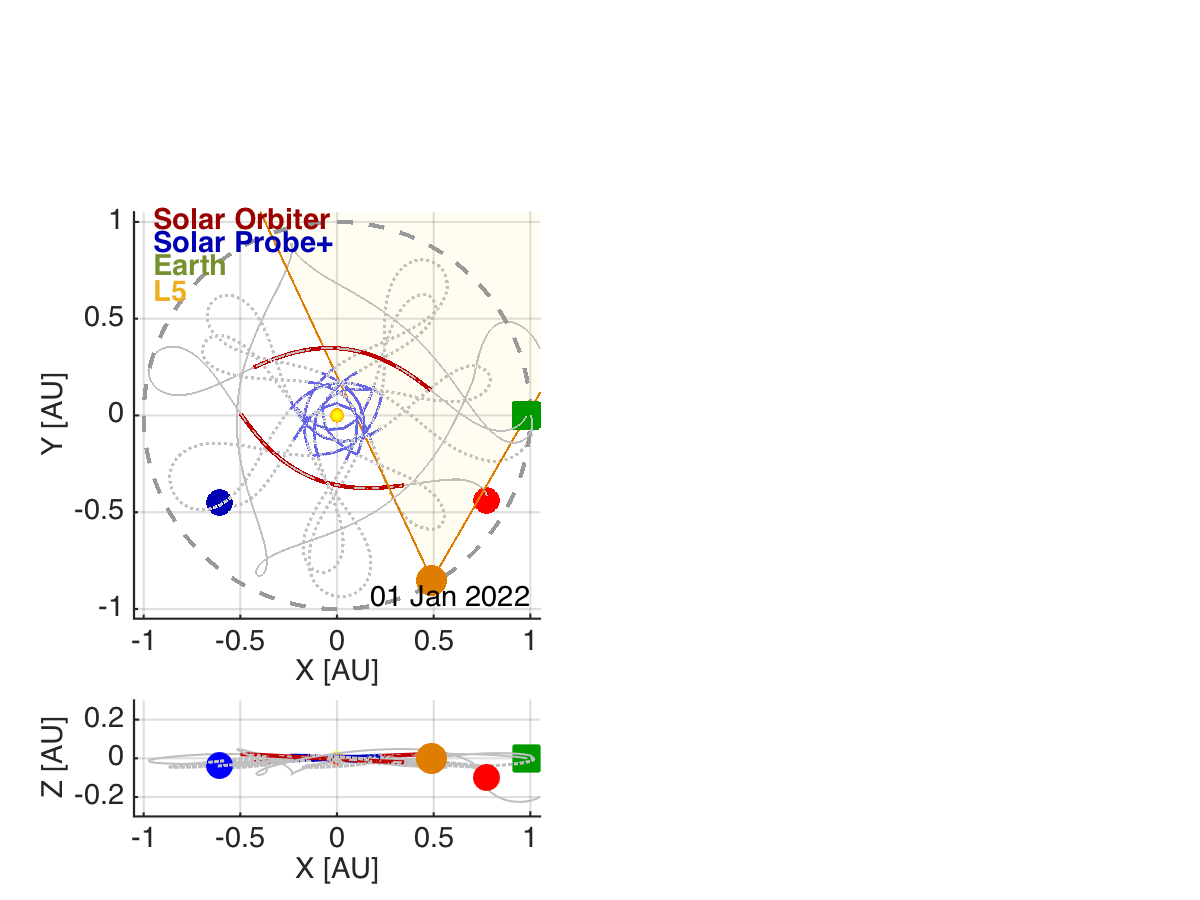 Solar Orbiter
Solar Probe+
Earth
L5
1
0.5
0
-0.5
-1
Y [AU]
01 Jan 2022
-1 -0.5 0 0.5 1
X [AU]
0.2
0
-0.2
Z [AU]
-1 -0.5 0 0.5 1
X [AU]